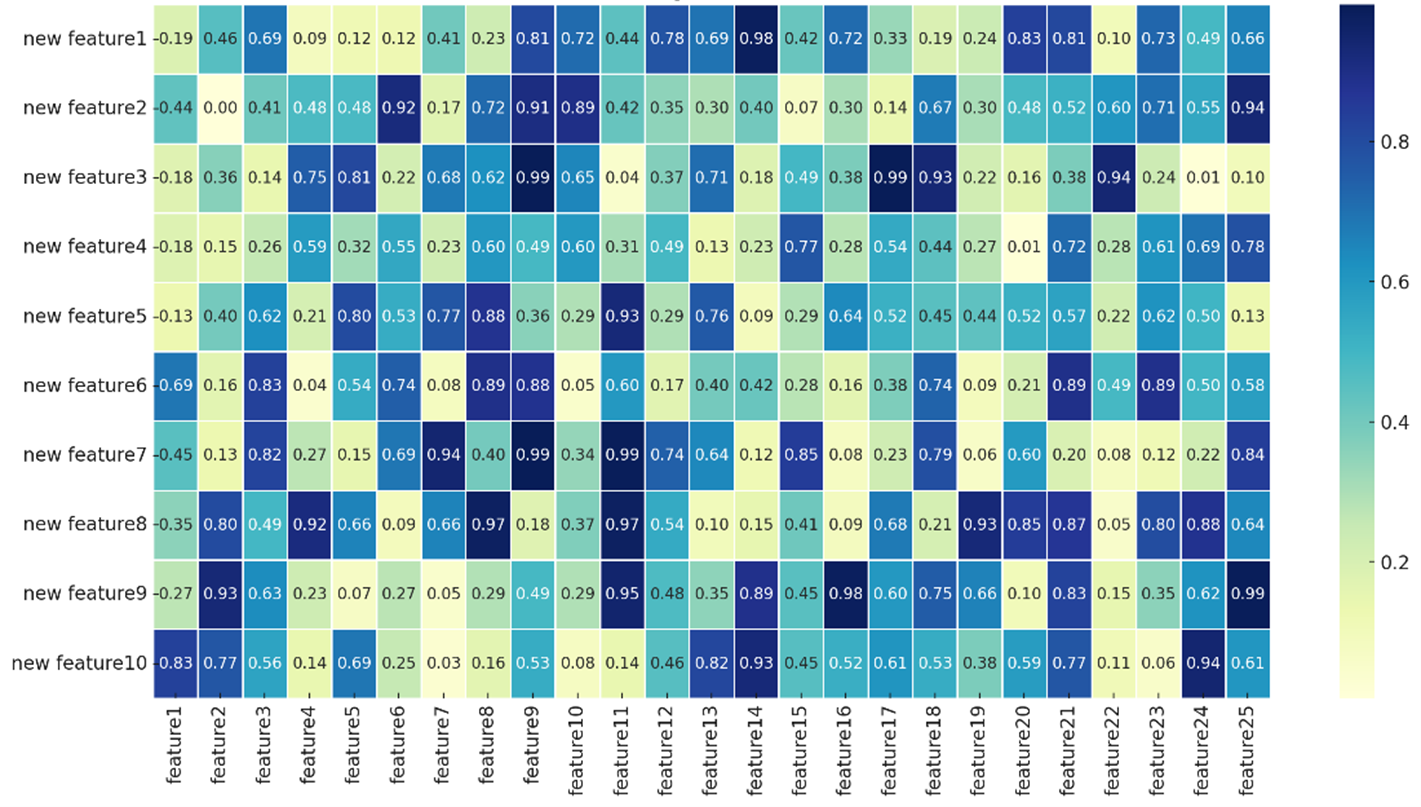 new feature1 0.19 0.46 0.69 0.09 0.12 0.12 0.41 0.23 0.81 0.72 0.44 0.78 0.69 0.98 0.42 0.72 0.33 0.19 0.24 0.83 0.81 0.10 0.73 0.49 0.66
new feature2 0.44 0.00 0.41 0.48 0.48 0.92 0.17 0.72 0.91 0.89 0.42 0.35 0.30 0.40 0.07 0.30 0.14 0.67 0.30 0.48 0.52 0.60 0.71 0.55 0.94
0.8
new feature3 0.18 0.36 0.14 0.75 0.81 0.22 0.68 0.62 0.99 0.65 0.04 0.37 0.71 0.18 0.49 0.38 0.99 0.93 0.22 0.16 0.38 0.94 0.24 0.01 0.10
new feature4 0.18 0.15 0.26 0.59 0.32 0.55 0.23 0.60 0.49 0.60 0.31 0.49 0.13 0.23 0.77 0.28 0.54 0.44 0.27 0.01 0.72 0.28 0.61 0.69 0.78
0.6
new feature5 0.13 0.40 0.62 0.21 0.80 0.53 0.77 0.88 0.36 0.29 0.93 0.29 0.76 0.09 0.29 0.64 0.52 0.45 0.44 0.52 0.57 0.22 0.62 0.50 0.13
new feature6 0.69 0.16 0.83 0.04 0.54 0.74 0.08 0.89 0.88 0.05 0.60 0.17 0.40 0.42 0.28 0.16 0.38 0.74 0.09 0.21 0.89 0.49 0.89 0.50 0.58
0.4
new feature7 0.45 0.13 0.82 0.27 0.15 0.69 0.94 0.40 0.99 0.34 0.99 0.74 0.64 0.12 0.85 0.08 0.23 0.79 0.06 0.60 0.20 0.08 0.12 0.22 0.84
new feature8 0.35 0.80 0.49 0.92 0.66 0.09 0.66 0.97 0.18 0.37 0.97 0.54 0.10 0.15 0.41 0.09 0.68 0.21 0.93 0.85 0.87 0.05 0.80 0.88 0.64
0.2
new feature9 0.27 0.93 0.63 0.23 0.07 0.27 0.05 0.29 0.49 0.29 0.95 0.48 0.35 0.89 0.45 0.98 0.60 0.75 0.66 0.10 0.83 0.15 0.35 0.62 0.99
new feature10 0.83 0.77 0.56 0.14 0.69 0.25 0.03 0.16 0.53 0.08 0.14 0.46 0.82 0.93 0.45 0.52 0.61 0.53 0.38 0.59 0.77 0.11 0.06 0.94 0.61
feature1 feature2 feature3 feature4 feature5 feature6 feature7 feature8 feature9 feature10 feature11 feature12 feature13 feature14 feature15 feature16 feature17 feature18 feature19 feature20 feature21 feature22 feature23 feature24 feature25